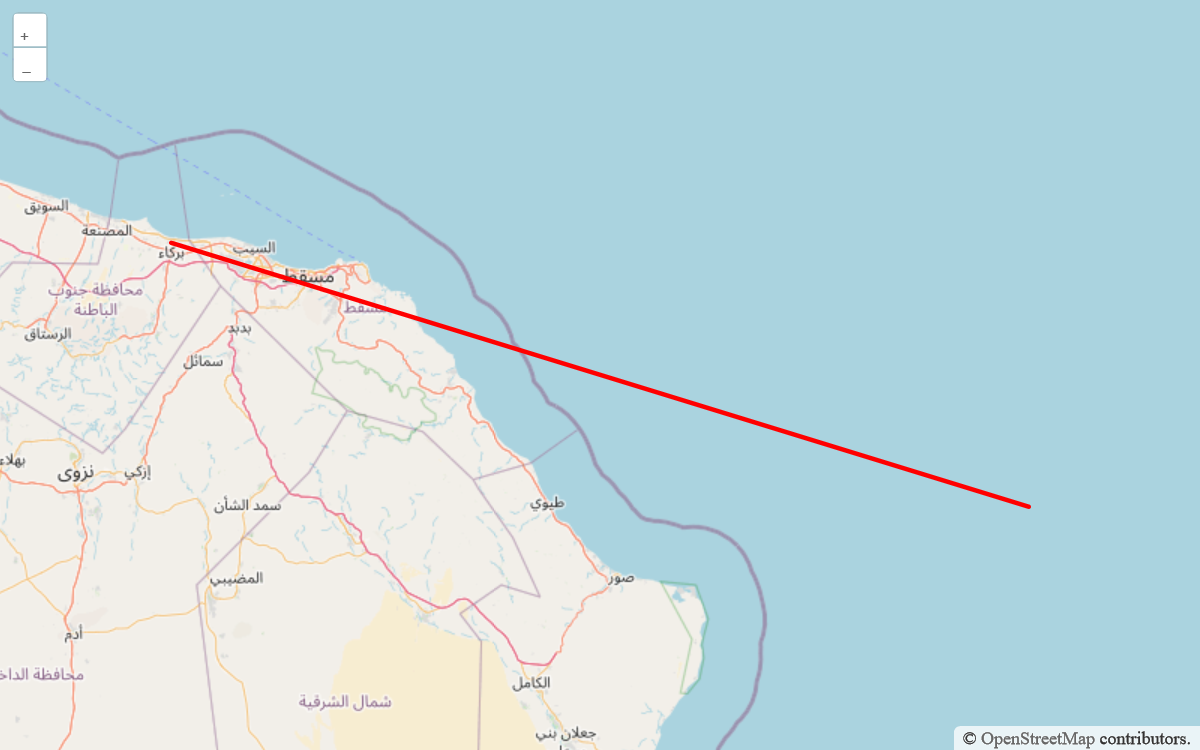 +
–
السويق
المصنعة
بركاء
السيب
مسقط
محافظة جنوب
الباطنة
مسقط
الرستاق
بدبد
سمائل
بهلاء
نزوى
إزكي
سمد الشأن
طيوي
المضيبي
صور
أدم
محافظة الداخ
الكامل
شمال الشرقية
جعلان بني
© OpenStreetMap contributors.